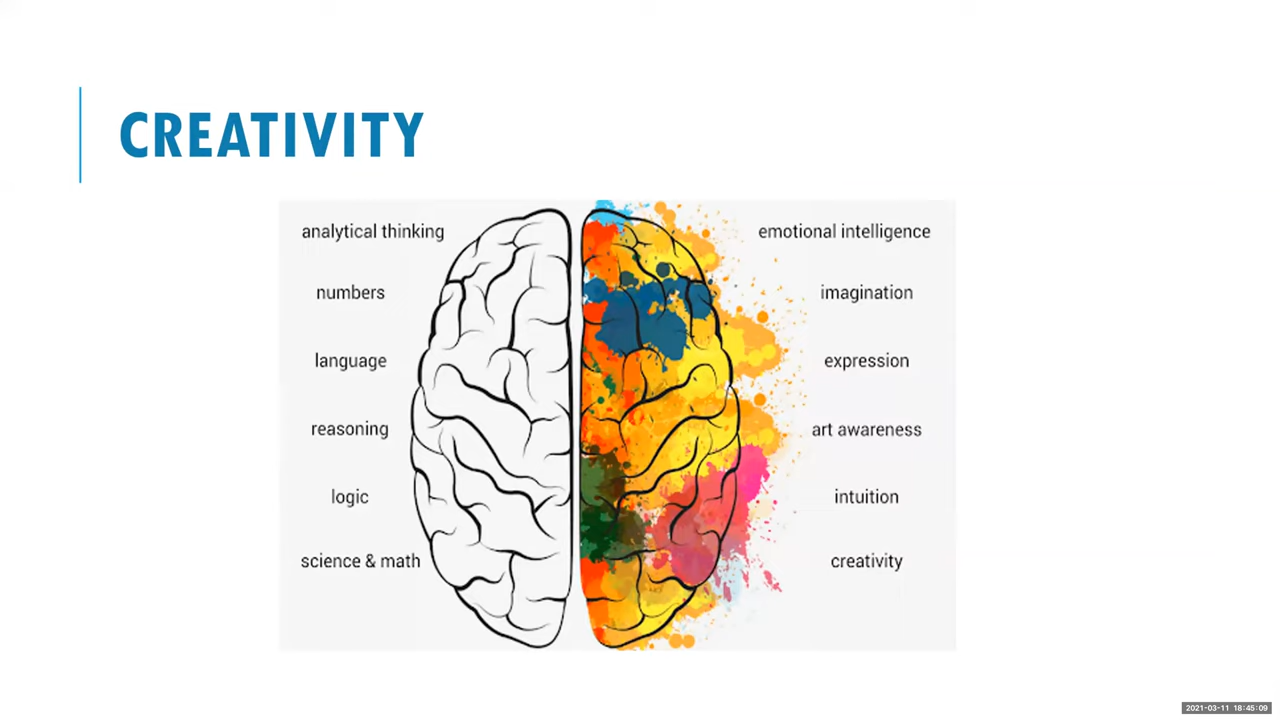 CREATIVITY
analytical thinking
numbers
language
reasoning
logic
science & math
emotional intelligence
imagination
expression
art awareness
intuition
creativity
2021-03-11 18:45:09